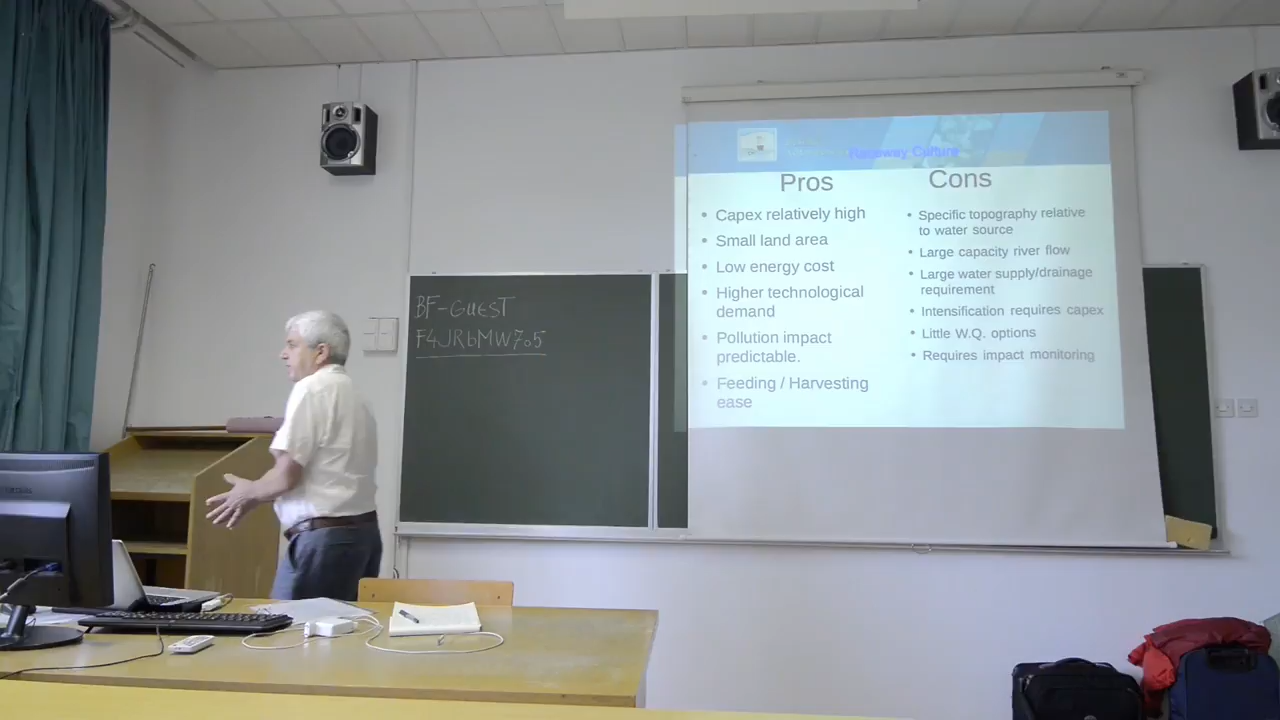 BF-GUEST
F4JRbMW705
Raceway Culture
Pros
• Capex relatively high
• Small land area
• Low energy cost
• Higher technological
demand
• Pollution impact
predictable.
• Feeding / Harvesting
ease
Cons
• Specific topography relative
to water source
• Large capacity river flow
• Large water supply/drainage
requirement
• Intensification requires capex
• Little W.Q. options
• Requires impact monitoring